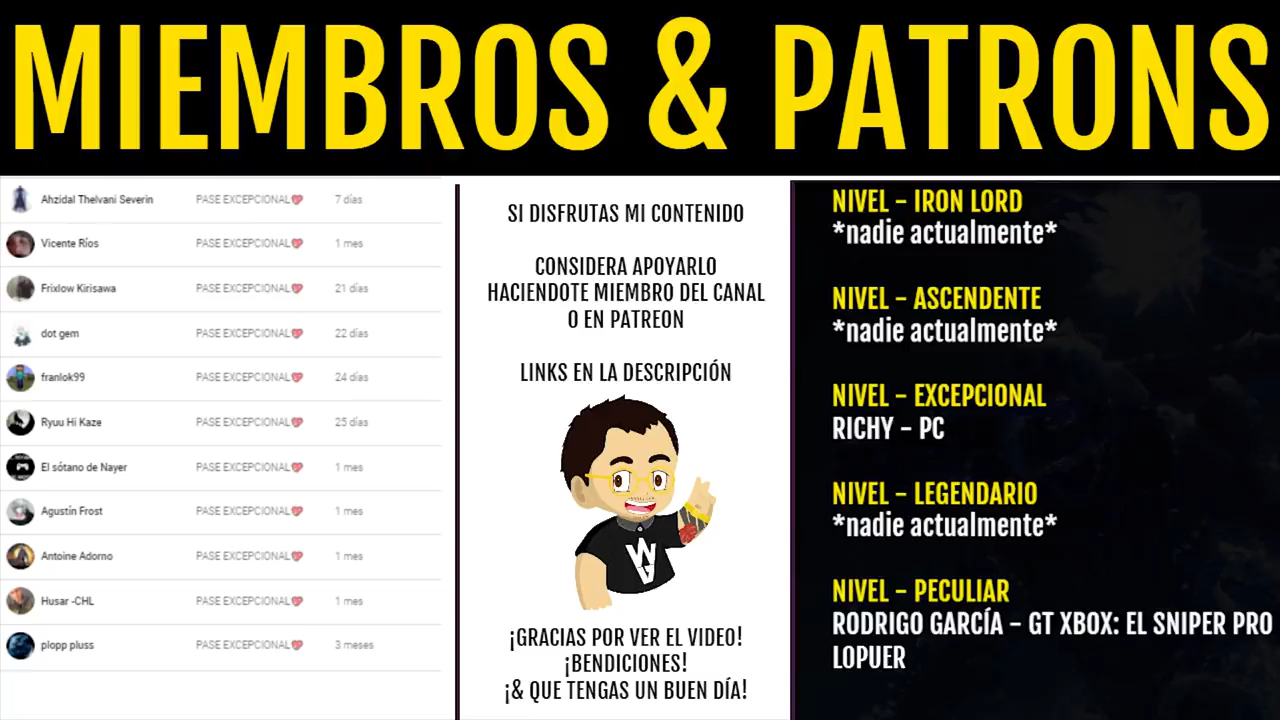 MIEMBROS & PATRONS
Ahzidal Thelvani Severin PASE EXCEPCIONAL 7 días
Vicente Ríos PASE EXCEPCIONAL 1 mes
Frixlow Kirisawa PASE EXCEPCIONAL 21 días
dot gem PASE EXCEPCIONAL 22 días
franlok99 PASE EXCEPCIONAL 24 días
Ryuu Hi Kaze PASE EXCEPCIONAL 25 días
El sótano de Nayer PASE EXCEPCIONAL 1 mes
Agustín Frost PASE EXCEPCIONAL 1 mes
Antoine Adorno PASE EXCEPCIONAL 1 mes
Husar -CHL PASE EXCEPCIONAL 1 mes
plopp pluss PASE EXCEPCIONAL 3 meses
SI DISFRUTAS MI CONTENIDO
CONSIDERA APOYARLO
HACIENDOTE MIEMBRO DEL CANAL
O EN PATREON
LINKS EN LA DESCRIPCIÓN
¡GRACIAS POR VER EL VIDEO!
¡BENDICIONES!
¡& QUE TENGAS UN BUEN DÍA!
NIVEL - IRON LORD
*nadie actualmente*
NIVEL - ASCENDENTE
*nadie actualmente*
NIVEL - EXCEPCIONAL
RICHY - PC
NIVEL - LEGENDARIO
*nadie actualmente*
NIVEL - PECULIAR
RODRIGO GARCÍA - GT XBOX: EL SNIPER PRO
LOPUER